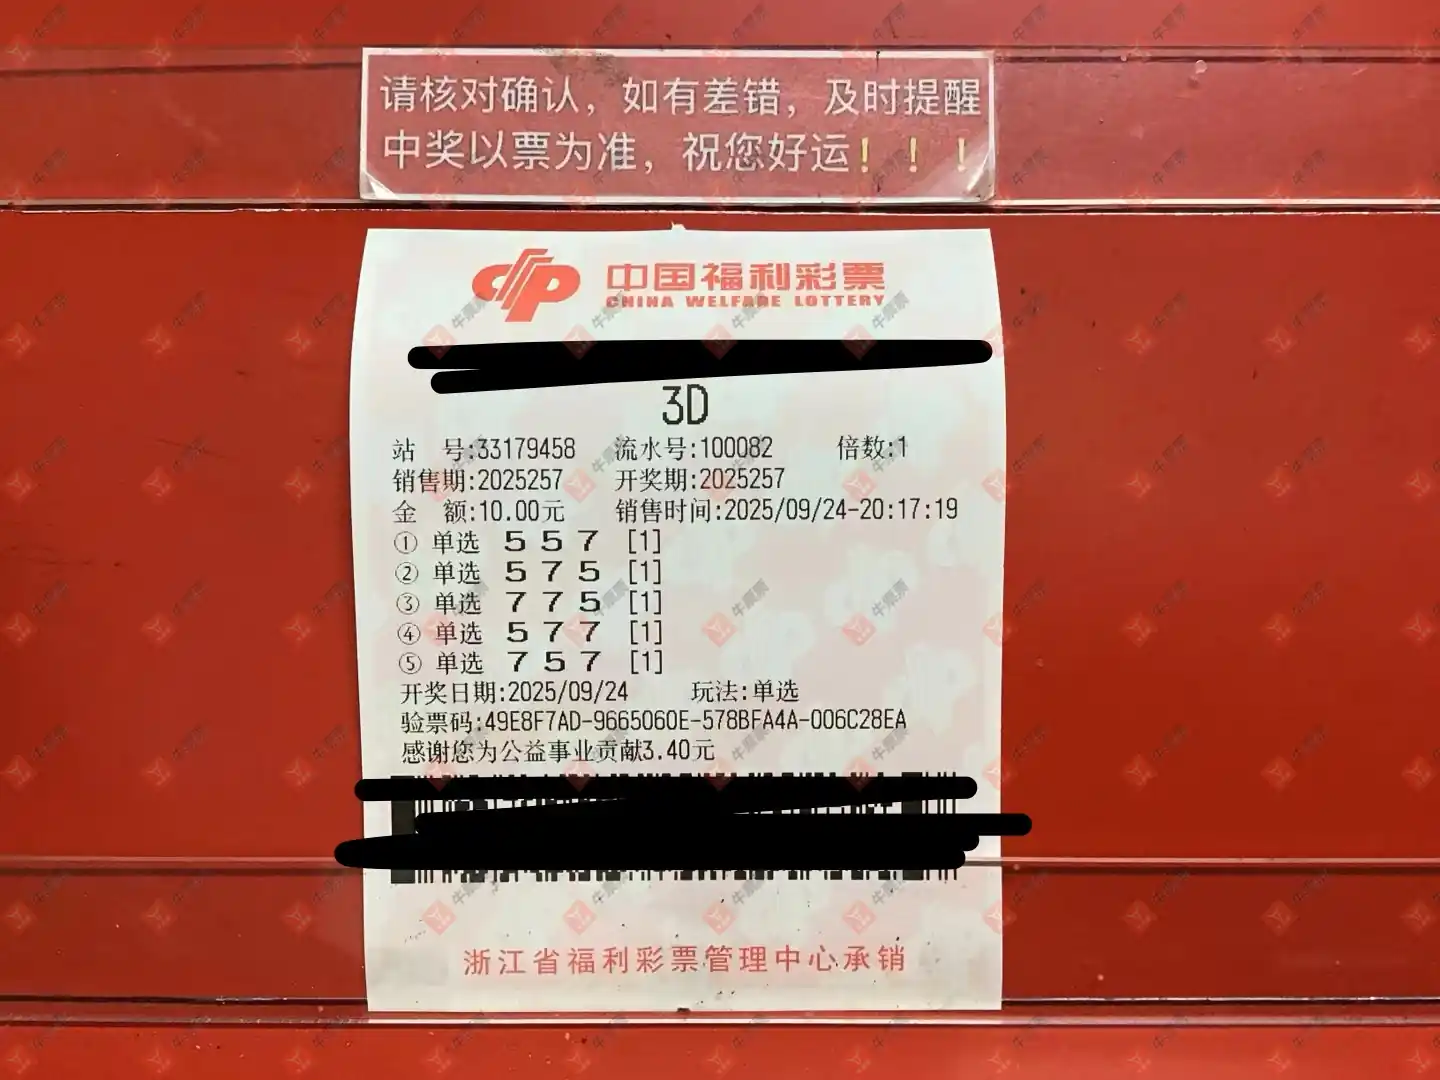 请核对确认，如有差错，及时提醒
中奖以票为准，祝您好运！！！
中国福利彩票
CHINA WELFARE LOTTERY
3D
站 号:33179458 流水号:100082 倍数:1
销售期:2025257 开奖期:2025257
金 额:10.00元 销售时间:2025/09/24-20:17:19
① 单选 5 5 7 [1]
② 单选 5 7 5 [1]
③ 单选 7 7 5 [1]
④ 单选 5 7 7 [1]
⑤ 单选 7 5 7 [1]
开奖日期:2025/09/24 玩法:单选
验票码:49E8F7AD-9665060E-578BFA4A-006C28EA
感谢您为公益事业贡献3.40元
浙江省福利彩票管理中心承销
牛票票